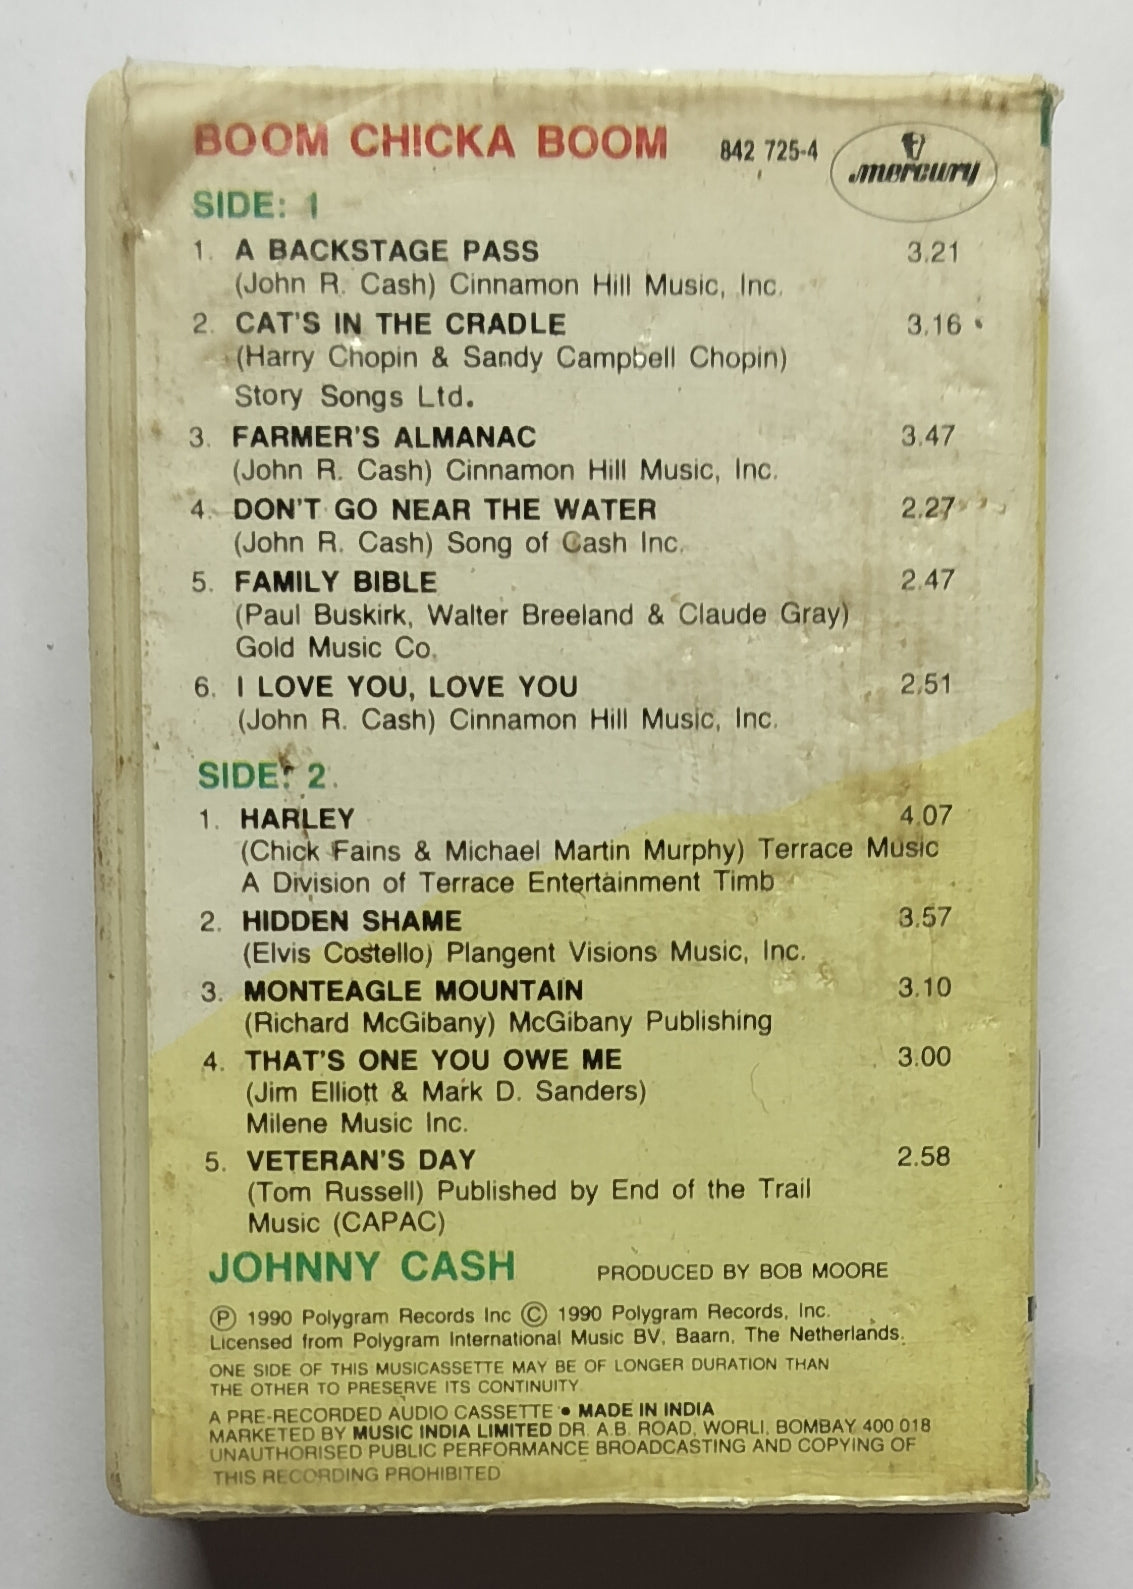 BOOM CHICKA BOOM 842 725-4 mercury
SIDE: 1
1. A BACKSTAGE PASS 3.21
(John R. Cash) Cinnamon Hill Music, Inc.
2. CAT'S IN THE CRADLE 3.16
(Harry Chopin & Sandy Campbell Chopin)
Story Songs Ltd.
3. FARMER'S ALMANAC 3.47
(John R. Cash) Cinnamon Hill Music, Inc.
4. DON'T GO NEAR THE WATER 2.27
(John R. Cash) Song of Cash Inc.
5. FAMILY BIBLE 2.47
(Paul Buskirk, Walter Breeland & Claude Gray)
Gold Music Co.
6. I LOVE YOU, LOVE YOU 2.51
(John R. Cash) Cinnamon Hill Music, Inc.
SIDE: 2.
1. HARLEY 4.07
(Chick Fains & Michael Martin Murphy) Terrace Music
A Division of Terrace Entertainment Timb
2. HIDDEN SHAME 3.57
(Elvis Costello) Plangent Visions Music, Inc.
3. MONTEAGLE MOUNTAIN 3.10
(Richard McGibany) McGibany Publishing
4. THAT'S ONE YOU OWE ME 3.00
(Jim Elliott & Mark D. Sanders)
Milene Music Inc.
5. VETERAN'S DAY 2.58
(Tom Russell) Published by End of the Trail
Music (CAPAC)
JOHNNY CASH PRODUCED BY BOB MOORE
Ⓟ 1990 Polygram Records Inc © 1990 Polygram Records, Inc.
Licensed from Polygram International Music BV, Baarn, The Netherlands.
ONE SIDE OF THIS MUSICASSETTE MAY BE OF LONGER DURATION THAN
THE OTHER TO PRESERVE ITS CONTINUITY.
A PRE-RECORDED AUDIO CASSETTE • MADE IN INDIA
MARKETED BY MUSIC INDIA LIMITED DR. A.B. ROAD, WORLI, BOMBAY 400 018
UNAUTHORISED PUBLIC PERFORMANCE BROADCASTING AND COPYING OF
THIS RECORDING PROHIBITED